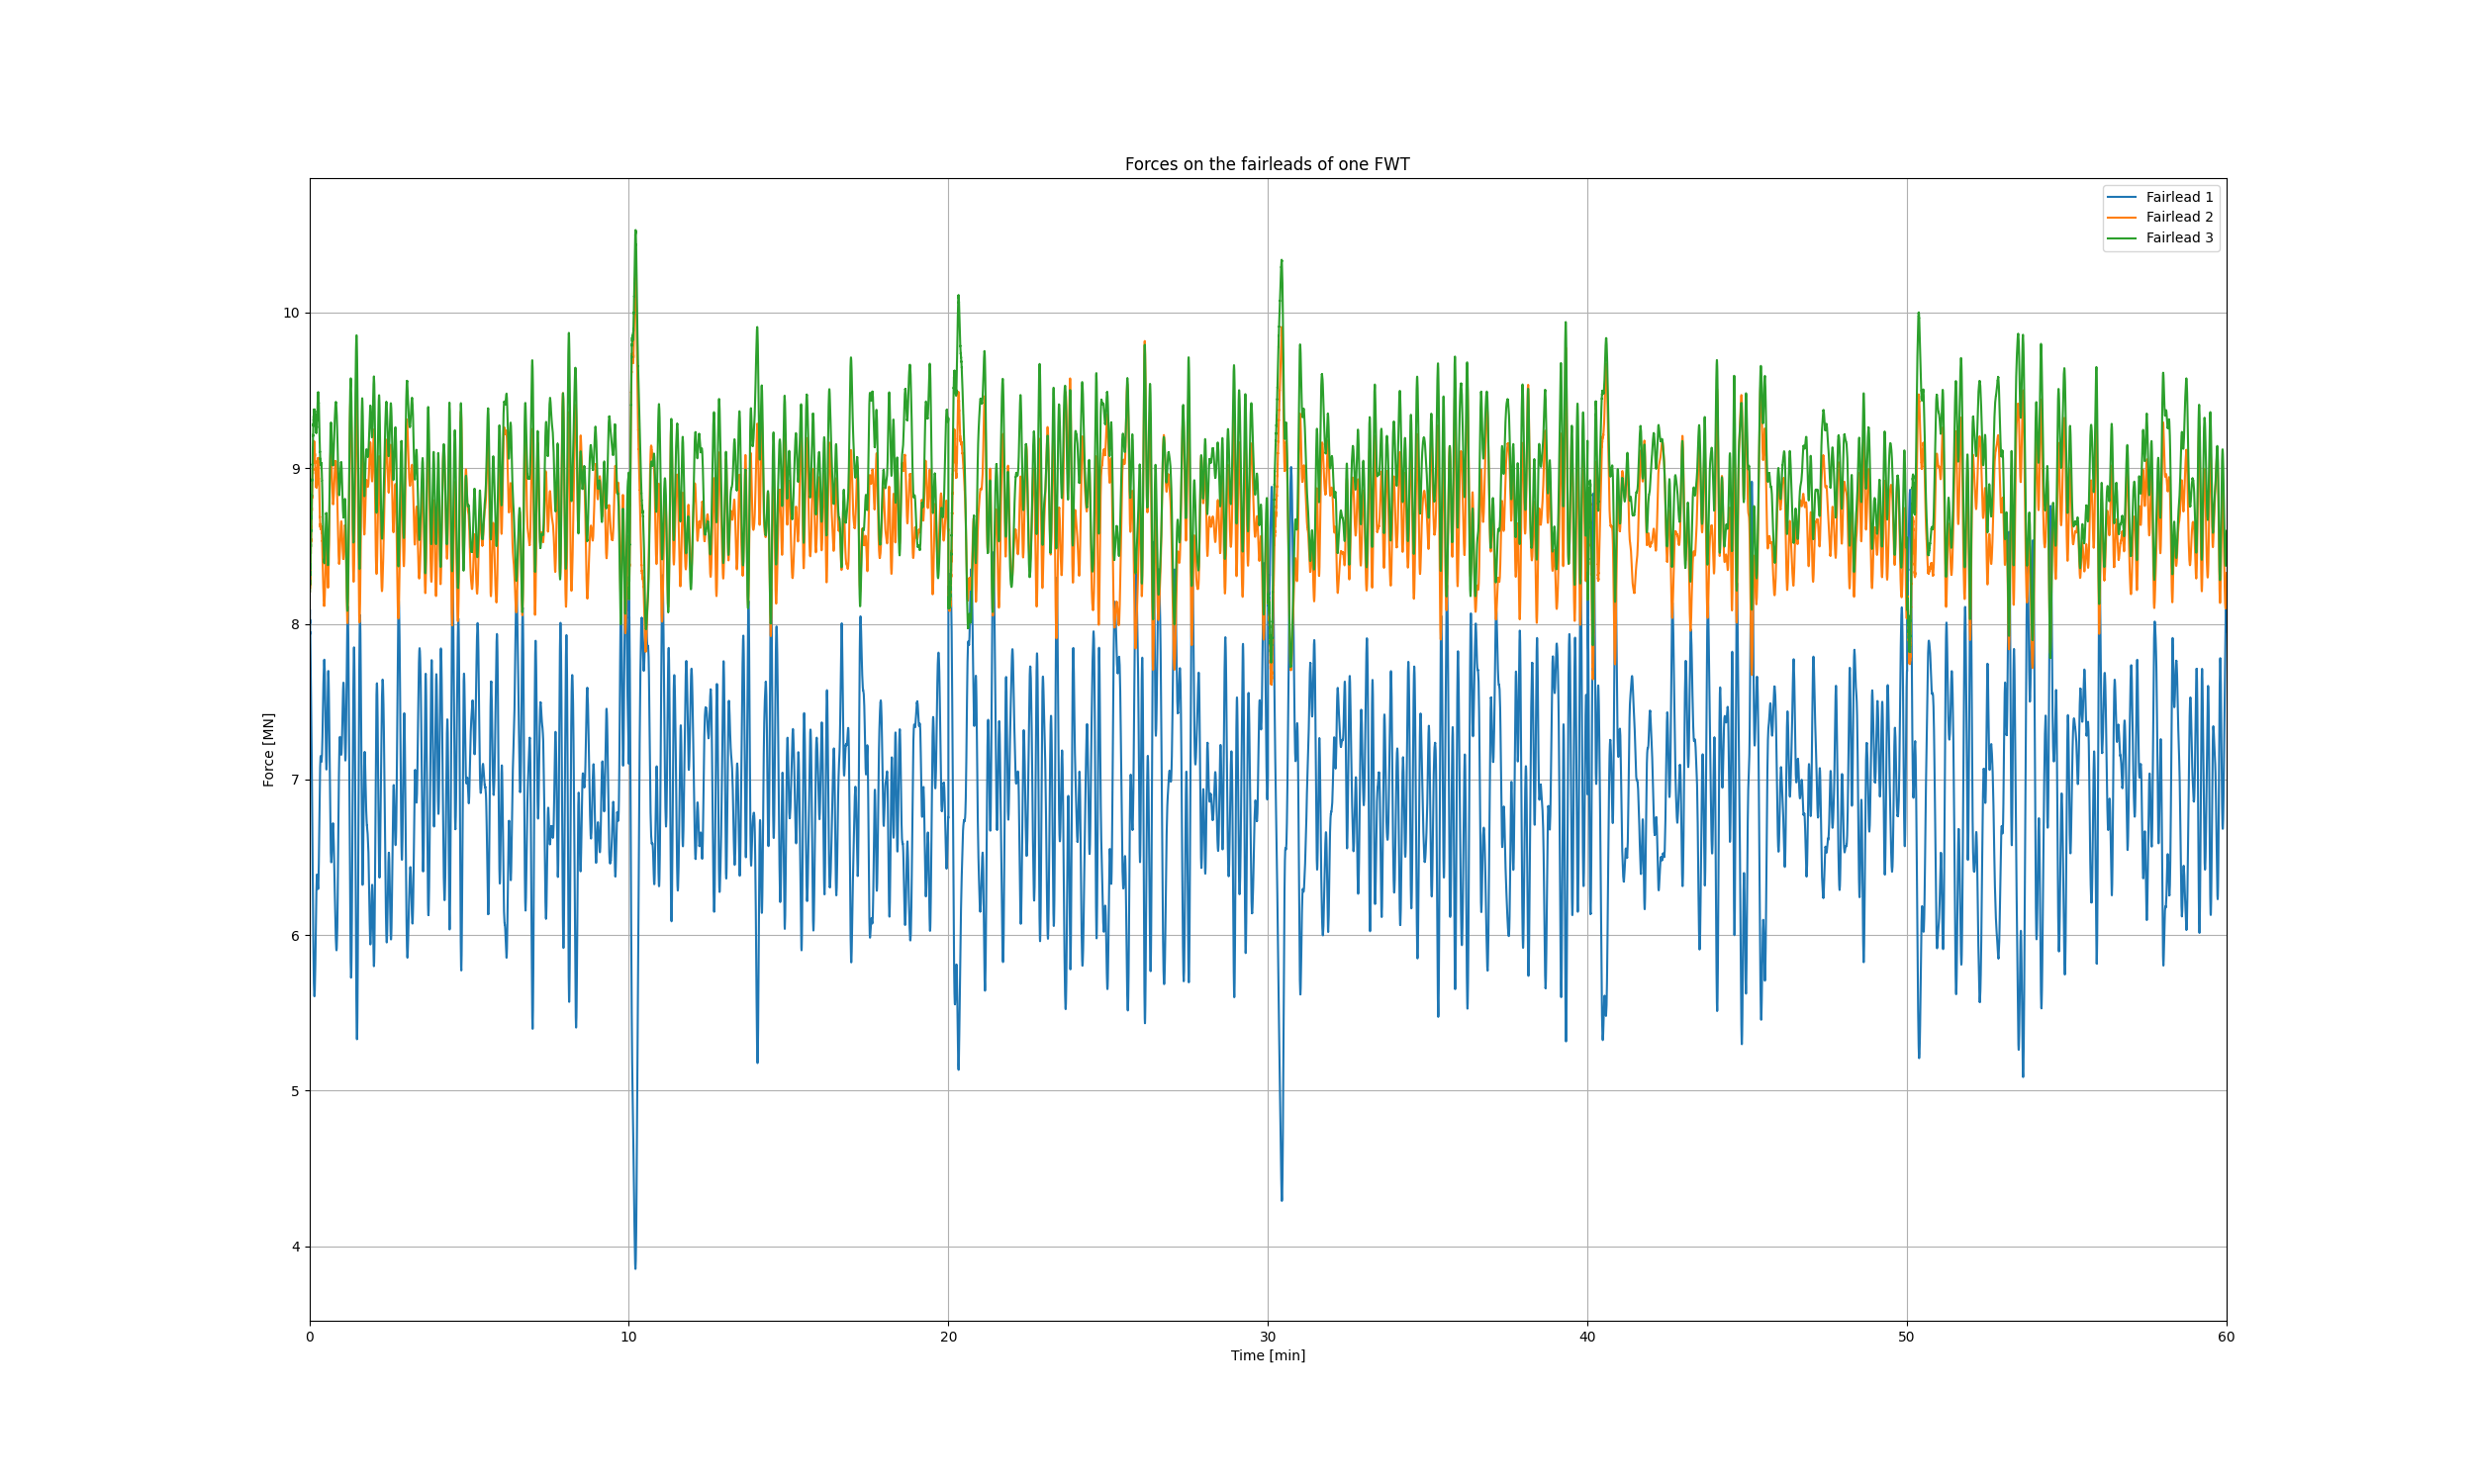 Forces on the fairleads of one FWT
Fairlead 1
Fairlead 2
Fairlead 3
Force [MN]
10
9
8
7
6
5
4
0 10 20 30 40 50 60
Time [min]